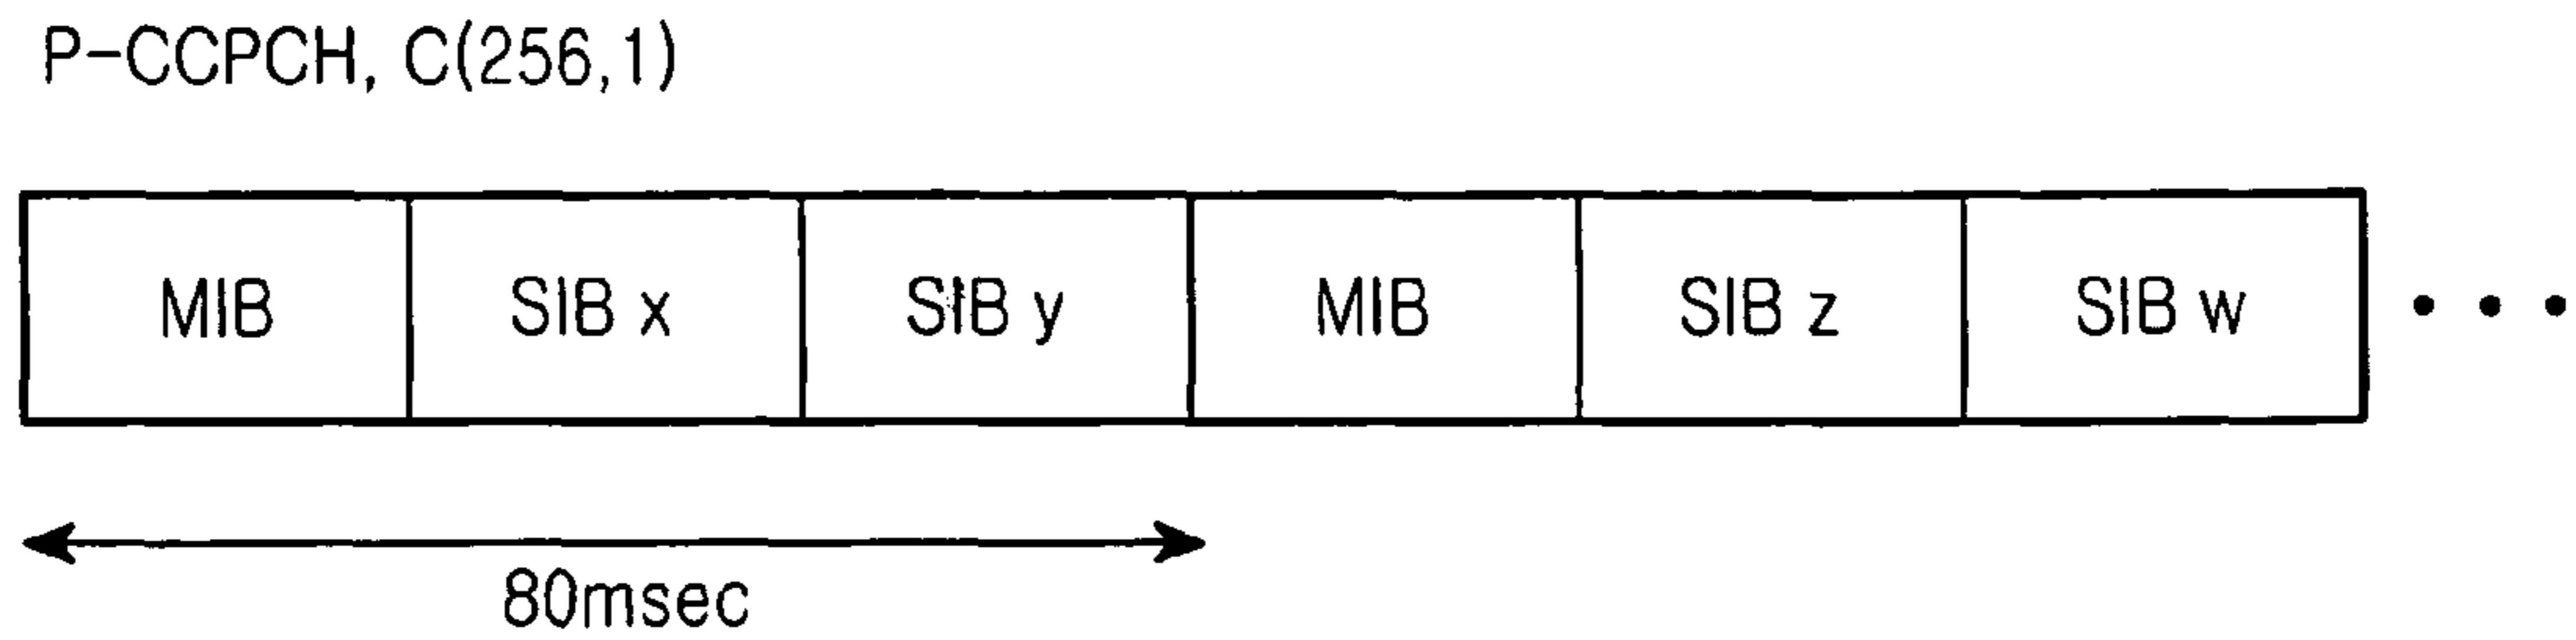 P-CCPCH, C(256,1)
MIB SIB x SIB y MIB SIB z SIB w • • •
80msec